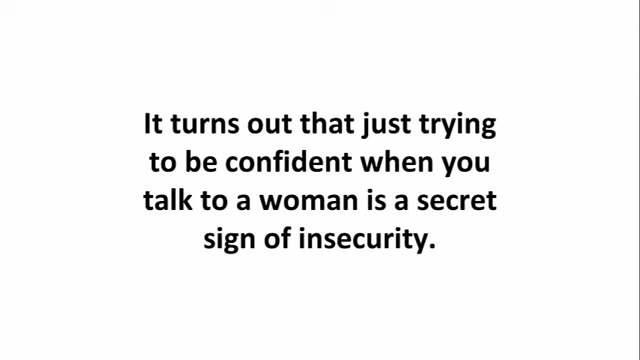 It turns out that just trying
to be confident when you
talk to a woman is a secret
sign of insecurity.